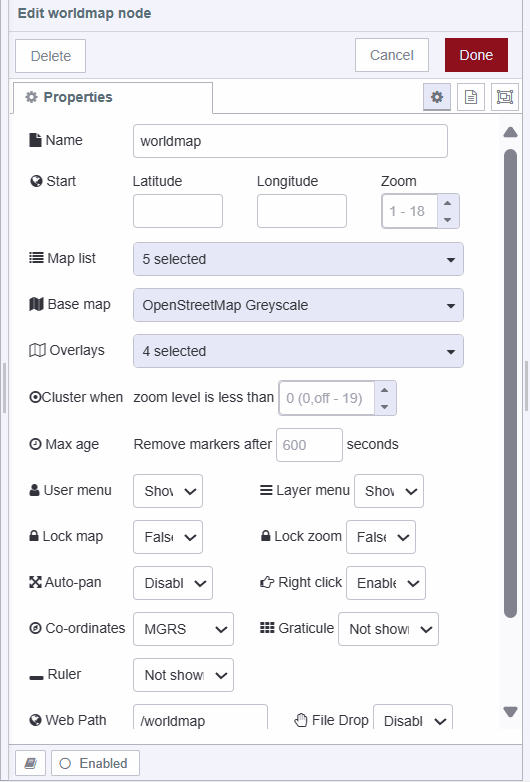 Edit worldmap node
Delete Cancel Done
Properties
Name worldmap
Start Latitude Longitude Zoom
1 - 18
Map list 5 selected
Base map OpenStreetMap Greyscale
Overlays 4 selected
Cluster when zoom level is less than 0 (0,off - 19)
Max age Remove markers after 600 seconds
User menu Show Layer menu Show
Lock map False Lock zoom False
Auto-pan Disabl Right click Enable
Co-ordinates MGRS Graticule Not shown
Ruler Not shown
Web Path /worldmap File Drop Disabl
Enabled